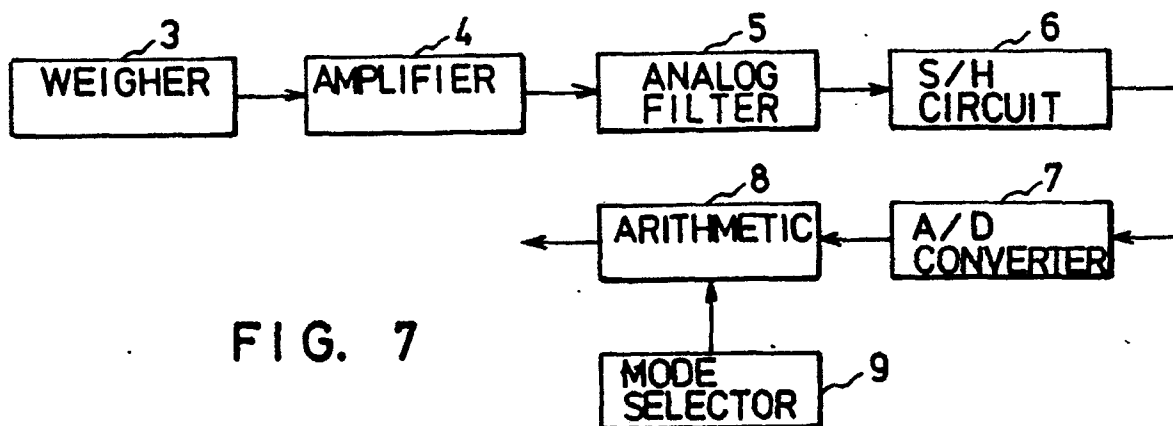 3
WEIGHER
4
AMPLIFIER
5
ANALOG
FILTER
6
S/H
CIRCUIT
8
ARITHMETIC
7
A/D
CONVERTER
FIG. 7
MODE
SELECTOR
9